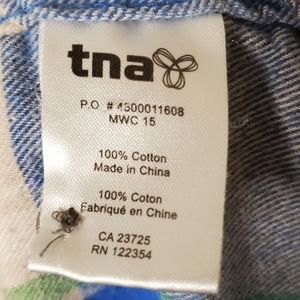 tna
P.O. # 4500011608
MWC 15
100% Cotton
Made in China
100% Coton
Fabriqué en Chine
CA 23725
RN 122354